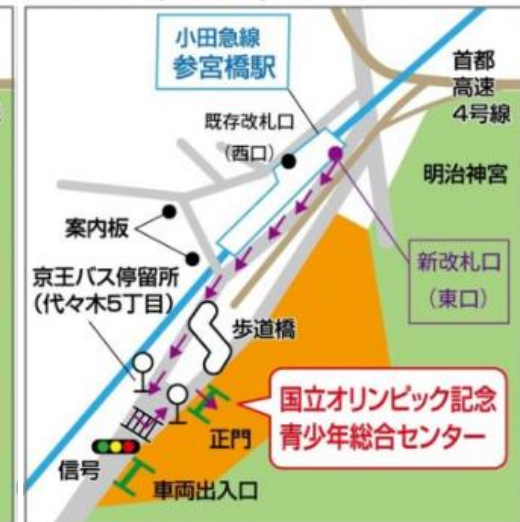 小田急線
参宮橋駅
首都
高速
4号線
既存改札口
(西口)
明治神宮
案内板
新改札口
(東口)
京王バス停留所
(代々木5丁目)
歩道橋
国立オリンピック記念
青少年総合センター
正門
信号
車両出入口